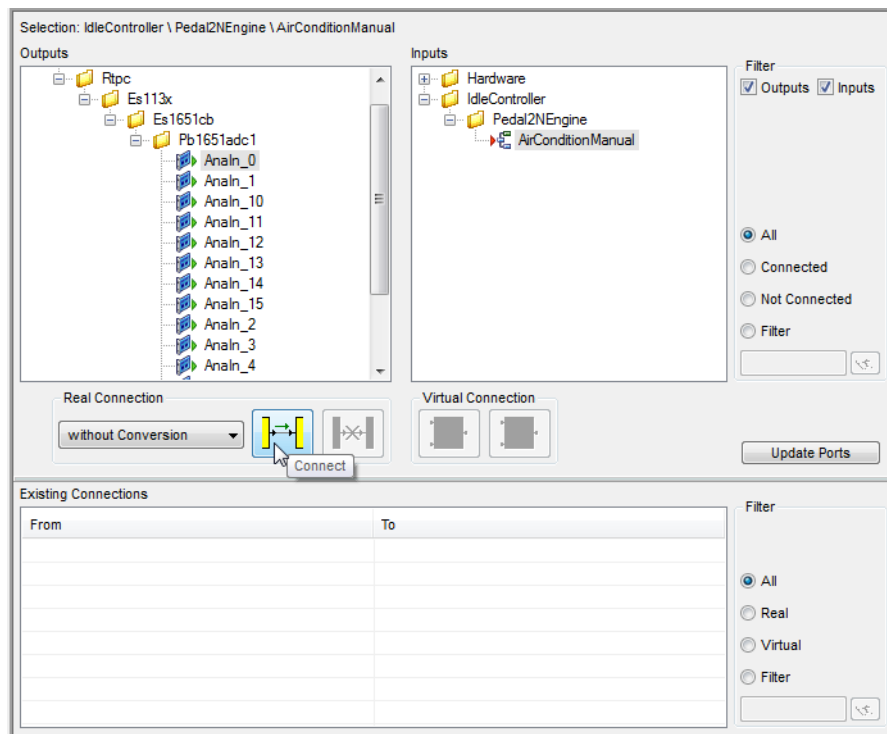 Selection: IdleController \ Pedal2NEngine \ AirConditionManual
Outputs
Rtpc
Es113x
Es1651cb
Pb1651adc1
AnaIn_0
AnaIn_1
AnaIn_10
AnaIn_11
AnaIn_12
AnaIn_13
AnaIn_14
AnaIn_15
AnaIn_2
AnaIn_3
AnaIn_4
Inputs
Hardware
IdleController
Pedal2NEngine
AirConditionManual
Filter
Outputs Inputs
All
Connected
Not Connected
Filter
Real Connection
without Conversion
Connect
Virtual Connection
Update Ports
Existing Connections
From To
Filter
All
Real
Virtual
Filter